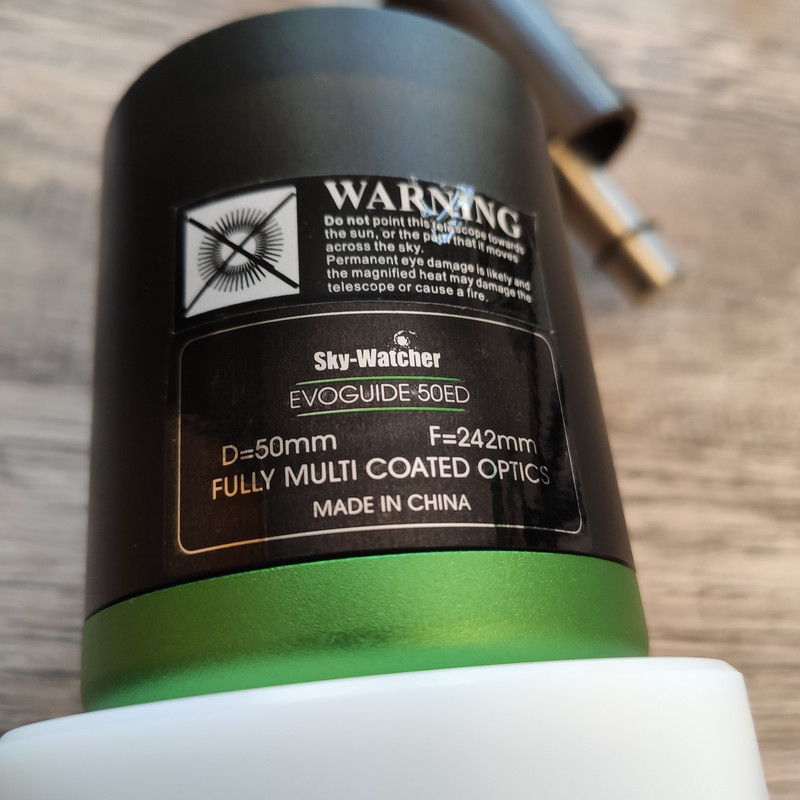 WARNING
Do not point this telescope towards
the sun, or the path that it moves
across the sky.
Permanent eye damage is likely and
the magnified heat may damage the
telescope or cause a fire.
Sky-Watcher
EVOGUIDE 50ED
D=50mm F=242mm
FULLY MULTI COATED OPTICS
MADE IN CHINA